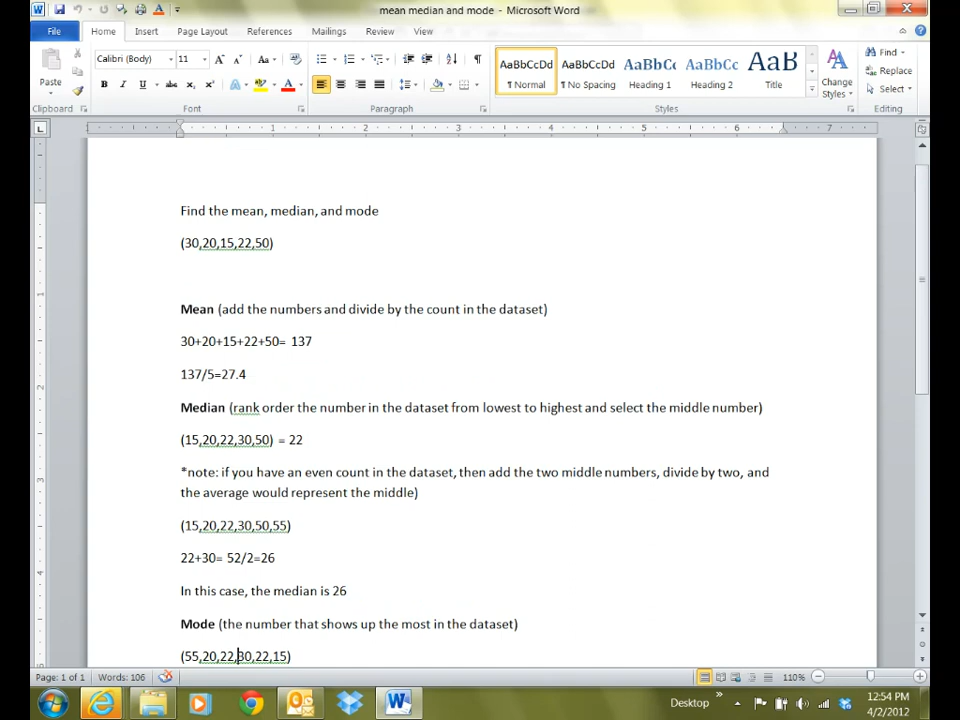 mean median and mode - Microsoft Word
File Home Insert Page Layout References Mailings Review View
Calibri (Body) 11
Paste
AaBbCcDd AaBbCcDd AaBbCc AaBbCc AaB
¶ Normal ¶ No Spacing Heading 1 Heading 2 Title
Change Styles
Find
Replace
Select
Clipboard Font Paragraph Styles Editing
1 1 2 3 4 5 6 7
Find the mean, median, and mode
(30,20,15,22,50)
Mean (add the numbers and divide by the count in the dataset)
30+20+15+22+50= 137
137/5=27.4
Median (rank order the number in the dataset from lowest to highest and select the middle number)
(15,20,22,30,50) = 22
*note: if you have an even count in the dataset, then add the two middle numbers, divide by two, and
the average would represent the middle)
(15,20,22,30,50,55)
22+30= 52/2=26
In this case, the median is 26
Mode (the number that shows up the most in the dataset)
(55,20,22,30,22,15)
Page: 1 of 1 Words: 106 110%
Desktop 12:54 PM
4/2/2012